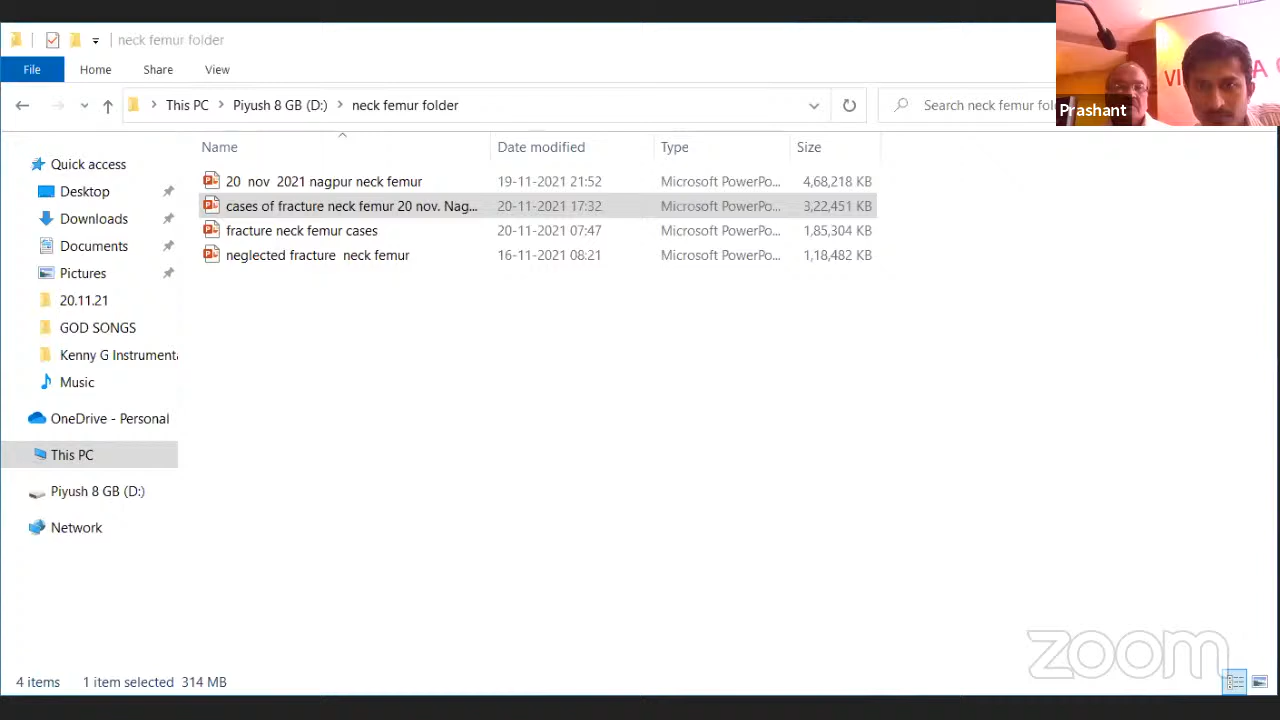 neck femur folder
File Home Share View
This PC Piyush 8 GB (D:) neck femur folder Search neck femur
Prashant
Name Date modified Type Size
Quick access
Desktop
Downloads
Documents
Pictures
20.11.21
GOD SONGS
Kenny G Instrument
Music
OneDrive - Personal
This PC
Piyush 8 GB (D:)
Network
20 nov 2021 nagpur neck femur 19-11-2021 21:52 Microsoft PowerPo... 4,68,218 KB
cases of fracture neck femur 20 nov. Nag... 20-11-2021 17:32 Microsoft PowerPo... 3,22,451 KB
fracture neck femur cases 20-11-2021 07:47 Microsoft PowerPo... 1,85,304 KB
neglected fracture neck femur 16-11-2021 08:21 Microsoft PowerPo... 1,18,482 KB
zoom
4 items 1 item selected 314 MB